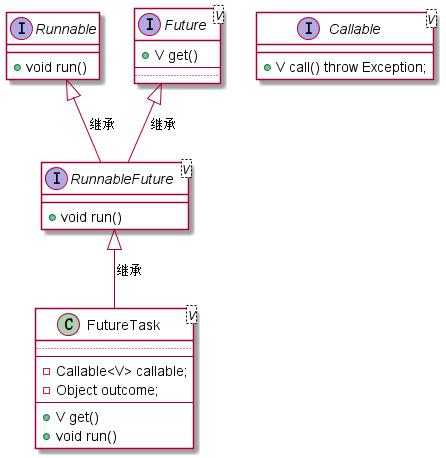 I Runnable
void run()
I Future V
V get()
I Callable V
V call() throw Exception;
继承
继承
I RunnableFuture V
void run()
继承
C FutureTask V
Callable<V> callable;
Object outcome;
V get()
void run()